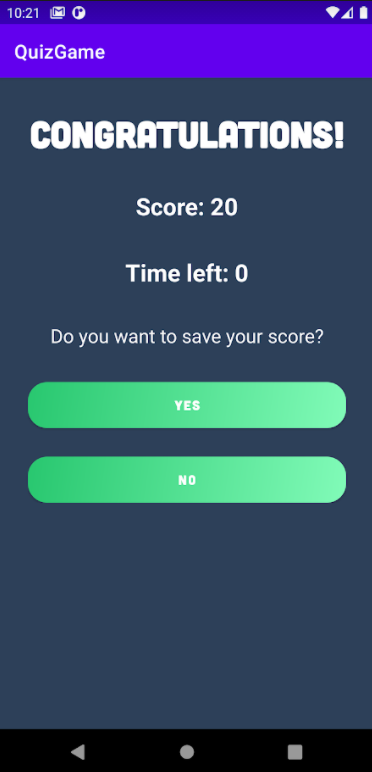 10:21
QuizGame
CONGRATULATIONS!
Score: 20
Time left: 0
Do you want to save your score?
YES
NO